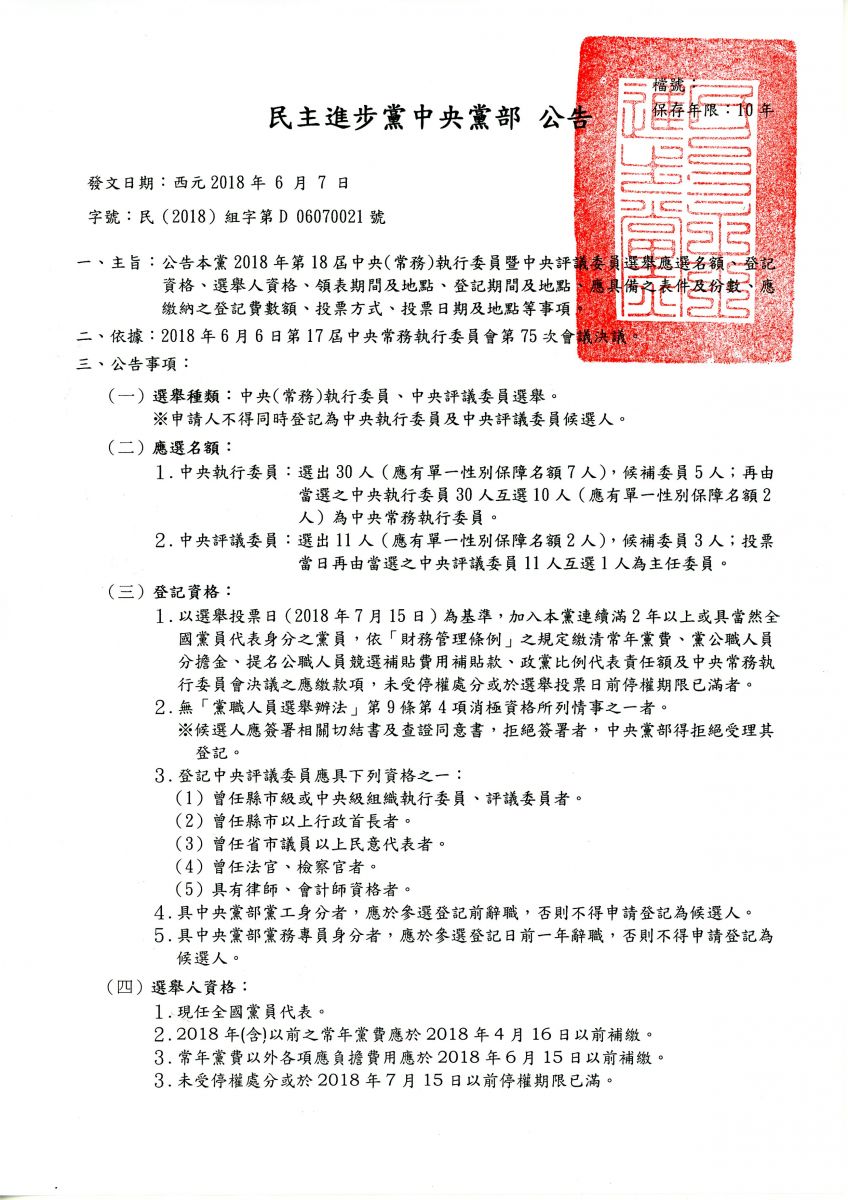 檔號：
保存年限：10 年
民主進步黨中央黨部 公告
發文日期：西元 2018 年 6 月 7 日
字號：民（2018）組字第 D 06070021 號
一、主旨：公告本黨 2018 年第 18 屆中央(常務)執行委員暨中央評議委員選舉應選名額、登記
資格、選舉人資格、領表期間及地點、登記期間及地點、應具備之表件及份數、應
繳納之登記費數額、投票方式、投票日期及地點等事項。
二、依據：2018 年 6 月 6 日第 17 屆中央常務執行委員會第 75 次會議決議。
三、公告事項：
（一）選舉種類：中央(常務)執行委員、中央評議委員選舉。
※申請人不得同時登記為中央執行委員及中央評議委員候選人。
（二）應選名額：
1.中央執行委員：選出 30 人（應有單一性別保障名額 7 人），候補委員 5 人；再由
當選之中央執行委員 30 人互選 10 人（應有單一性別保障名額 2
人）為中央常務執行委員。
2.中央評議委員：選出 11 人（應有單一性別保障名額 2 人），候補委員 3 人；投票
當日再由當選之中央評議委員 11 人互選 1 人為主任委員。
（三）登記資格：
1.以選舉投票日（2018 年 7 月 15 日）為基準，加入本黨連續滿 2 年以上或具當然全
國黨員代表身分之黨員，依「財務管理條例」之規定繳清常年黨費、黨公職人員
分擔金、提名公職人員競選補貼費用補貼款、政黨比例代表責任額及中央常務執
行委員會決議之應繳款項，未受停權處分或於選舉投票日前停權期限已滿者。
2.無「黨職人員選舉辦法」第 9 條第 4 項消極資格所列情事之一者。
※候選人應簽署相關切結書及查證同意書，拒絕簽署者，中央黨部得拒絕受理其
登記。
3.登記中央評議委員應具下列資格之一：
（1）曾任縣市級或中央級組織執行委員、評議委員者。
（2）曾任縣市以上行政首長者。
（3）曾任省市議員以上民意代表者。
（4）曾任法官、檢察官者。
（5）具有律師、會計師資格者。
4.具中央黨部黨工身分者，應於參選登記前辭職，否則不得申請登記為候選人。
5.具中央黨部黨務專員身分者，應於參選登記日前一年辭職，否則不得申請登記為
候選人。
（四）選舉人資格：
1.現任全國黨員代表。
2.2018 年(含)以前之常年黨費應於 2018 年 4 月 16 日以前補繳。
3.常年黨費以外各項應負擔費用應於 2018 年 6 月 15 日以前補繳。
3.未受停權處分或於 2018 年 7 月 15 日以前停權期限已滿。